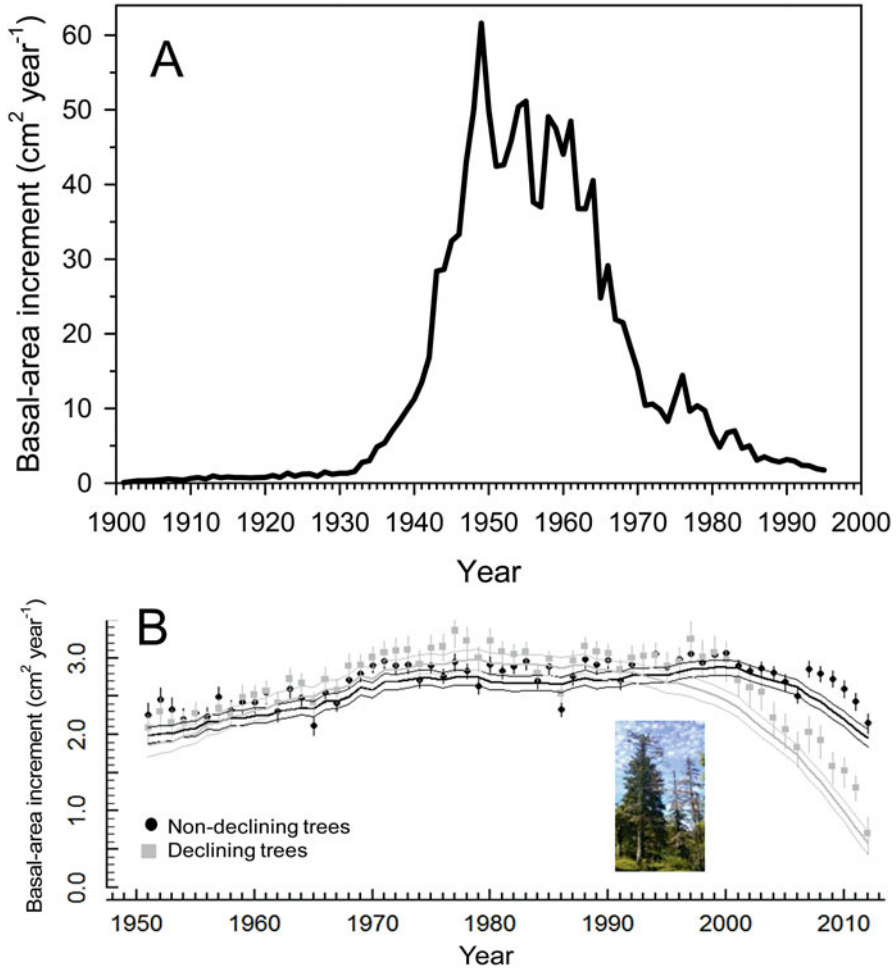 A
Basal-area increment (cm² year⁻¹)
60
50
40
30
20
10
0
1900 1910 1920 1930 1940 1950 1960 1970 1980 1990 2000
Year
B
Basal-area increment (cm² year⁻¹)
3.0
2.0
1.0
0.0
Non-declining trees
Declining trees
1950 1960 1970 1980 1990 2000 2010
Year